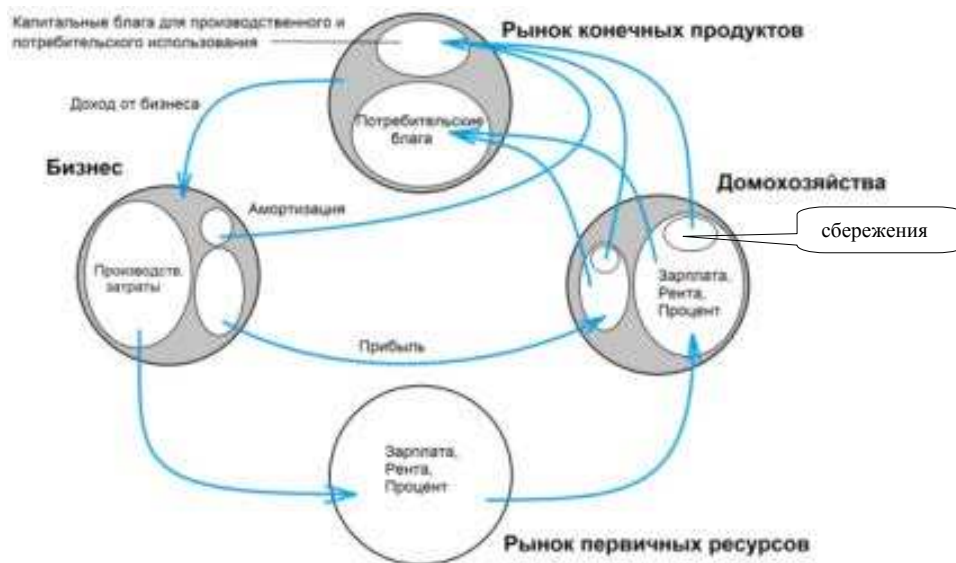 Капитальные блага для производственного и
потребительского использования
Рынок конечных продуктов
Доход от бизнеса
Потребительские
блага
Бизнес
Домохозяйства
Амортизация
сбережения
Производств.
затраты
Зарплата,
Рента,
Процент
Прибыль
Зарплата,
Рента,
Процент
Рынок первичных ресурсов